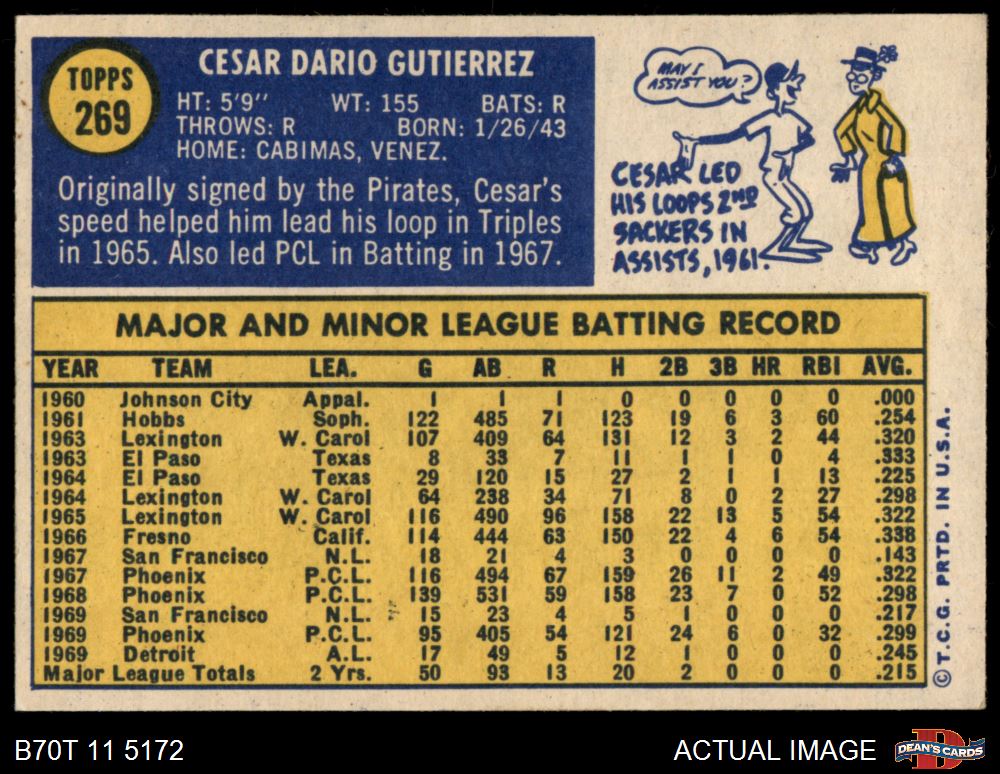 TOPPS
269
CESAR DARIO GUTIERREZ
HT: 5'9" WT: 155 BATS: R
THROWS: R BORN: 1/26/43
HOME: CABIMAS, VENEZ.
Originally signed by the Pirates, Cesar's
speed helped him lead his loop in Triples
in 1965. Also led PCL in Batting in 1967.
MAY I
ASSIST YOU?
CESAR LED
HIS LOOPS 2ND
SACKERS IN
ASSISTS, 1961.
MAJOR AND MINOR LEAGUE BATTING RECORD
YEAR TEAM LEA. G AB R H 2B 3B HR RBI AVG.
1960 Johnson City Appal. 1 1 1 0 0 0 0 0 .000
1961 Hobbs Soph. 122 485 71 123 19 6 3 60 .254
1963 Lexington W. Carol 107 409 64 131 12 3 2 44 .320
1963 El Paso Texas 8 33 7 11 1 1 0 4 .333
1964 El Paso Texas 29 120 15 27 2 1 1 13 .225
1964 Lexington W. Carol 64 238 34 71 8 0 2 27 .298
1965 Lexington W. Carol 116 490 96 158 22 13 5 54 .322
1966 Fresno Calif. 114 444 63 150 22 4 6 54 .338
1967 San Francisco N.L. 18 21 4 3 0 0 0 0 .143
1967 Phoenix P.C.L. 116 494 67 159 26 11 2 49 .322
1968 Phoenix P.C.L. 139 531 59 158 23 7 0 52 .298
1969 San Francisco N.L. 15 23 4 5 1 0 0 0 .217
1969 Phoenix P.C.L. 95 405 54 121 24 6 0 32 .299
1969 Detroit A.L. 17 49 5 12 1 0 0 0 .245
Major League Totals 2 Yrs. 50 93 13 20 2 0 0 0 .215
© T.C.G. PRTD. IN U.S.A.
B70T 11 5172
ACTUAL IMAGE
D
DEAN'S CARDS